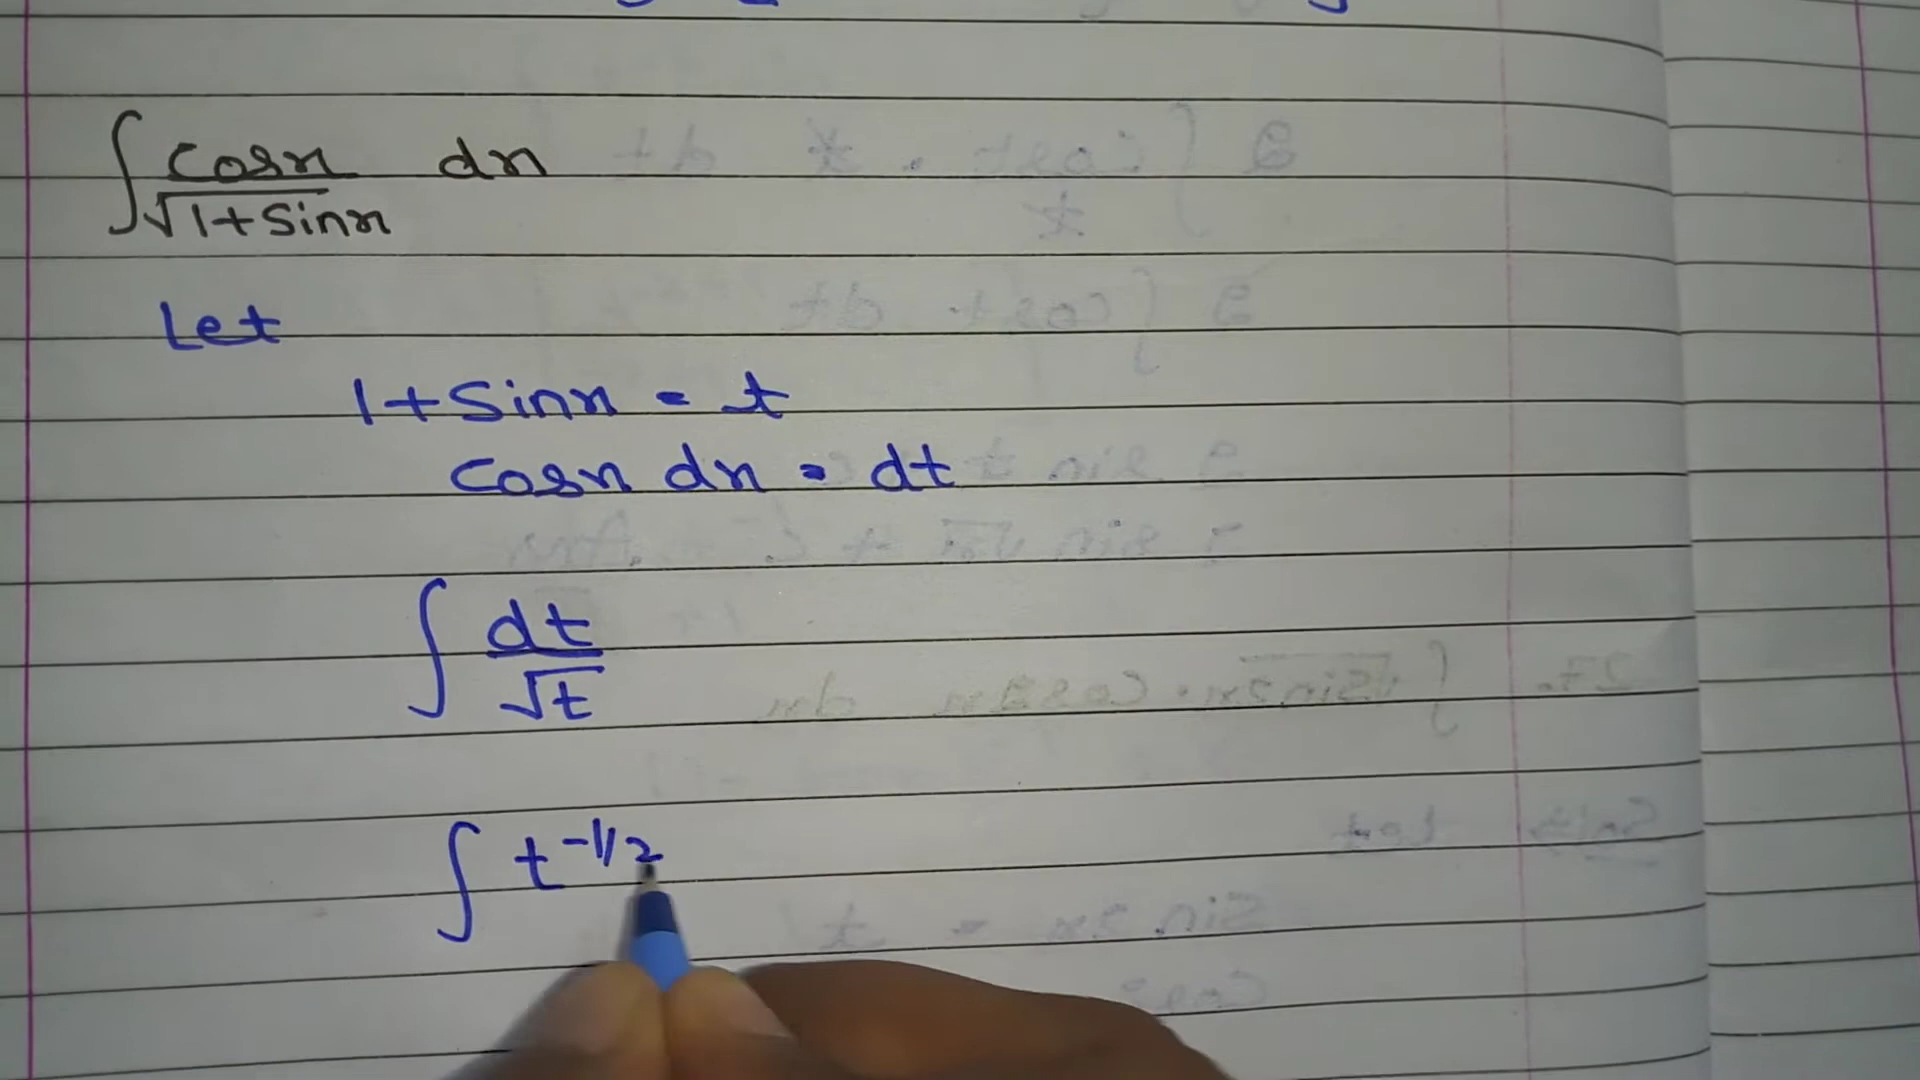 ∫ cosx/√1+sinx dx
Let
1+sinx = t
cosx dx = dt
∫ dt/√t
∫ t^-1/2